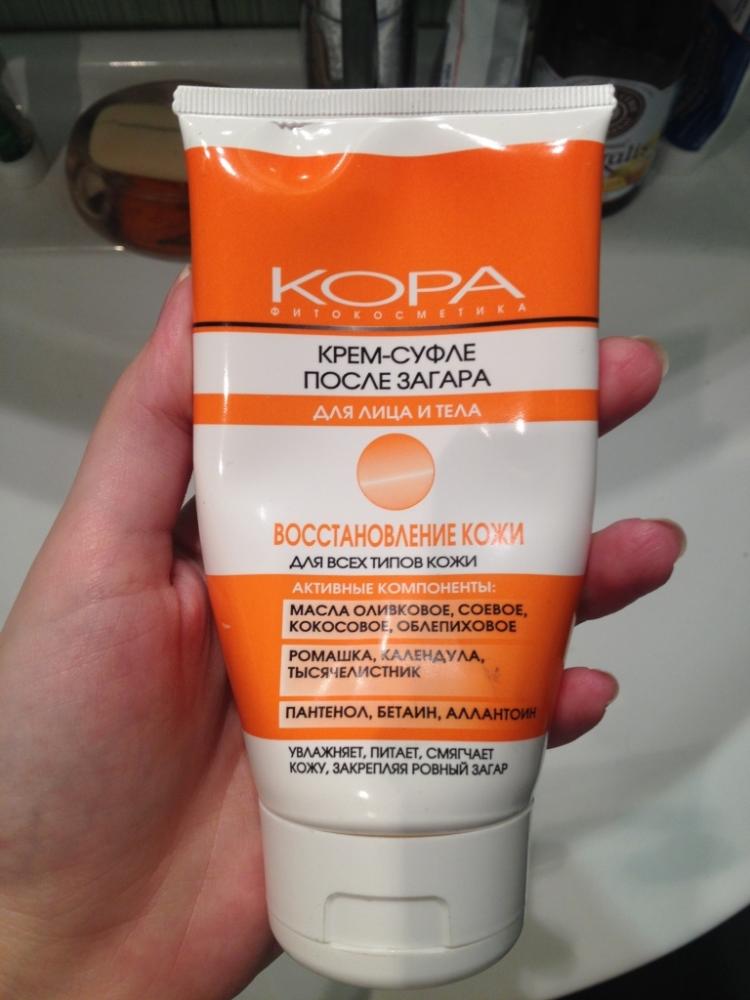 КОРА
ФИТОКОСМЕТИКА
КРЕМ-СУФЛЕ
ПОСЛЕ ЗАГАРА
ДЛЯ ЛИЦА И ТЕЛА
ВОССТАНОВЛЕНИЕ КОЖИ
ДЛЯ ВСЕХ ТИПОВ КОЖИ
АКТИВНЫЕ КОМПОНЕНТЫ:
МАСЛА ОЛИВКОВОЕ, СОЕВОЕ,
КОКОСОВОЕ, ОБЛЕПИХОВОЕ
РОМАШКА, КАЛЕНДУЛА,
ТЫСЯЧЕЛИСТНИК
ПАНТЕНОЛ, БЕТАИН, АЛЛАНТОИН
УВЛАЖНЯЕТ, ПИТАЕТ, СМЯГЧАЕТ
КОЖУ, ЗАКРЕПЛЯЯ РОВНЫЙ ЗАГАР